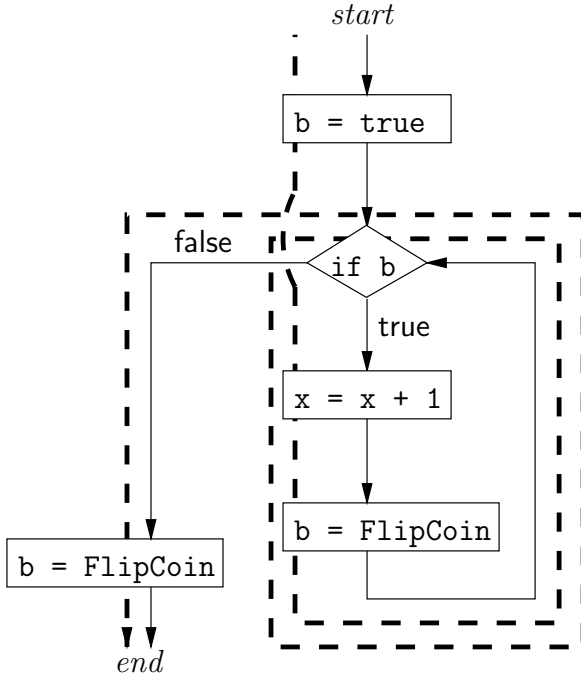 start
b = true
false
if b
true
x = x + 1
b = FlipCoin
b = FlipCoin
end